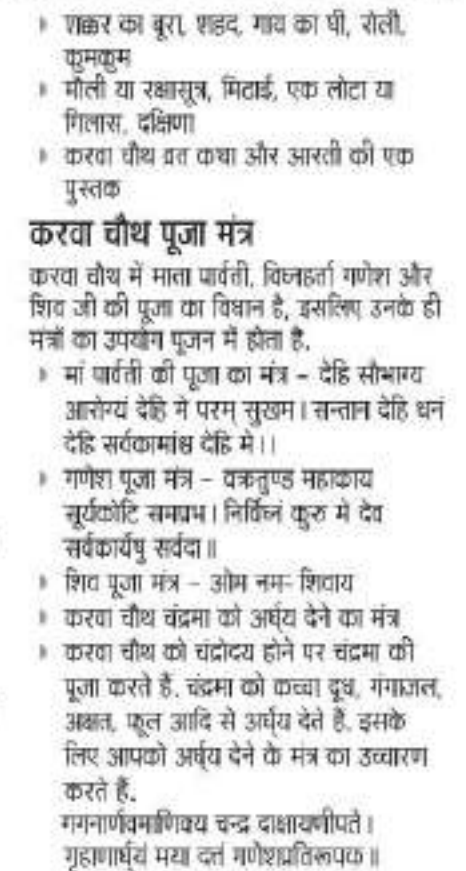 शक्कर का बूरा, शहद, गाय का घी, रोली,
कुमकुम
मौली या रक्षासूत्र, मिठाई, एक लोटा या
गिलास, दक्षिणा
करवा चौथ व्रत कथा और आरती की एक
पुस्तक
करवा चौथ पूजा मंत्र
करवा चौथ में माता पार्वती, विघ्नहर्ता गणेश और
शिव जी की पूजा का विधान है, इसलिए उनके ही
मंत्रों का उपयोग पूजन में होता है.
मां पार्वती की पूजा का मंत्र – देहि सौभाग्य
आरोग्यं देहि मे परम् सुखम। सन्तान देहि धनं
देहि सर्वकामांश्च देहि मे।।
गणेश पूजा मंत्र – वक्रतुण्ड महाकाय
सूर्यकोटि समप्रभ। निर्विघ्नं कुरु मे देव
सर्वकार्येषु सर्वदा॥
शिव पूजा मंत्र – ओम नम- शिवाय
करवा चौथ चंद्रमा को अर्घ्य देने का मंत्र
करवा चौथ को चंद्रोदय होने पर चंद्रमा की
पूजा करते हैं. चंद्रमा को कच्चा दूध, गंगाजल,
अक्षत, फूल आदि से अर्घ्य देते हैं. इसके
लिए आपको अर्घ्य देने के मंत्र का उच्चारण
करते हैं.
गगनार्णवमाणिक्य चन्द्र दाक्षायणीपते।
गृहाणार्घ्यं मया दत्तं गणेशप्रतिरूपक॥